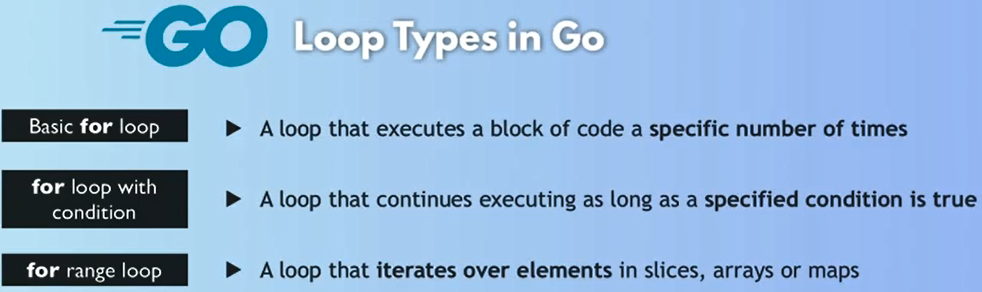 GO Loop Types in Go
Basic for loop
A loop that executes a block of code a specific number of times
for loop with
condition
A loop that continues executing as long as a specified condition is true
for range loop
A loop that iterates over elements in slices, arrays or maps